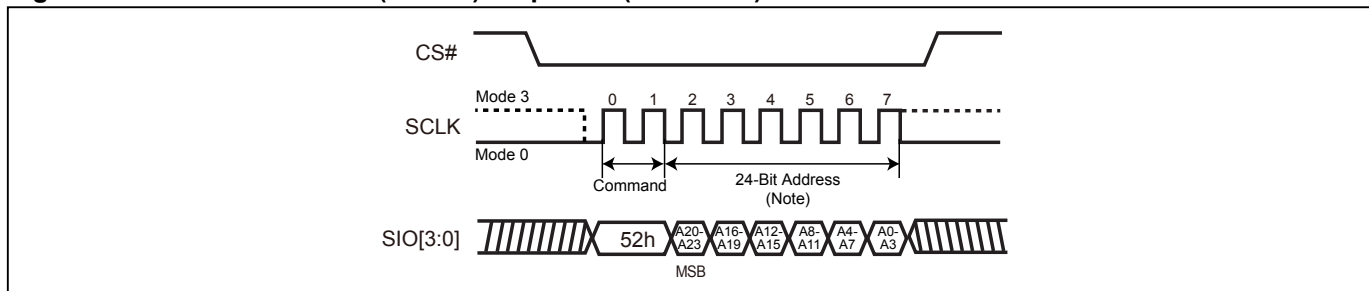 CS#
Mode 3
0 1 2 3 4 5 6 7
SCLK
Mode 0
Command
24-Bit Address
(Note)
SIO[3:0]
52h
A20-
A23
A16-
A19
A12-
A15
A8-
A11
A4-
A7
A0-
A3
MSB